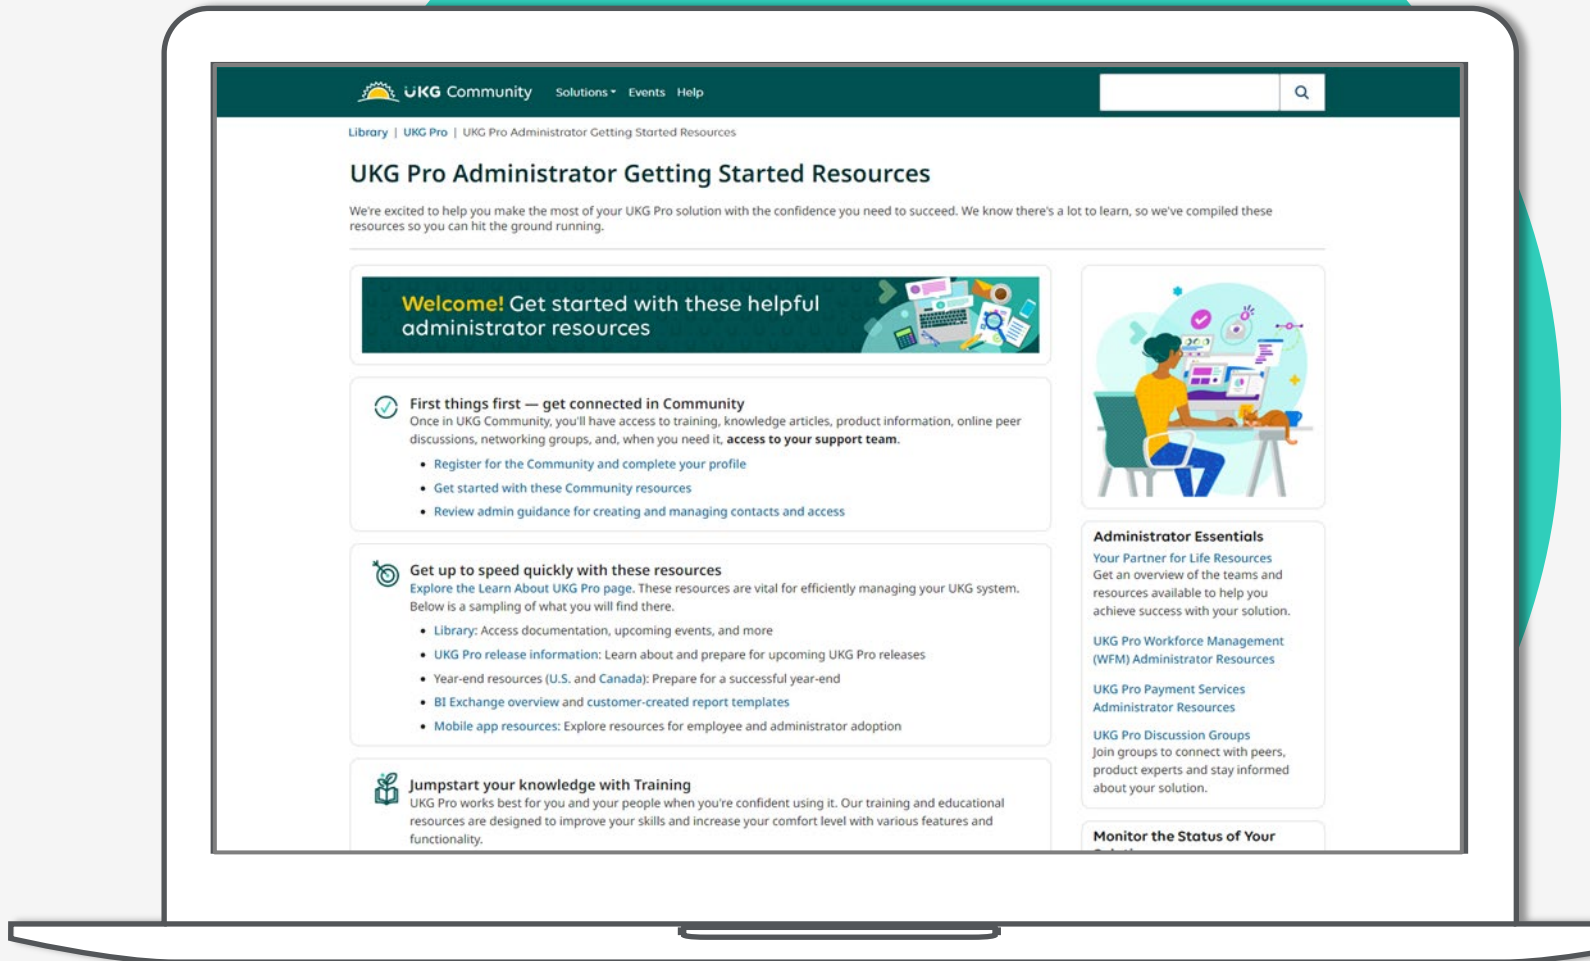 UKG Community Solutions Events Help
Library | UKG Pro | UKG Pro Administrator Getting Started Resources
UKG Pro Administrator Getting Started Resources
We're excited to help you make the most of your UKG Pro solution with the confidence you need to succeed. We know there's a lot to learn, so we've compiled these
resources so you can hit the ground running.
Welcome! Get started with these helpful
administrator resources
First things first — get connected in Community
Once in UKG Community, you'll have access to training, knowledge articles, product information, online peer
discussions, networking groups, and, when you need it, access to your support team.
• Register for the Community and complete your profile
• Get started with these Community resources
• Review admin guidance for creating and managing contacts and access
Get up to speed quickly with these resources
Explore the Learn About UKG Pro page. These resources are vital for efficiently managing your UKG system.
Below is a sampling of what you will find there.
• Library: Access documentation, upcoming events, and more
• UKG Pro release information: Learn about and prepare for upcoming UKG Pro releases
• Year-end resources (U.S. and Canada): Prepare for a successful year-end
• BI Exchange overview and customer-created report templates
• Mobile app resources: Explore resources for employee and administrator adoption
Jumpstart your knowledge with Training
UKG Pro works best for you and your people when you're confident using it. Our training and educational
resources are designed to improve your skills and increase your comfort level with various features and
functionality.
Administrator Essentials
Your Partner for Life Resources
Get an overview of the teams and
resources available to help you
achieve success with your solution.
UKG Pro Workforce Management
(WFM) Administrator Resources
UKG Pro Payment Services
Administrator Resources
UKG Pro Discussion Groups
Join groups to connect with peers,
product experts and stay informed
about your solution.
Monitor the Status of Your